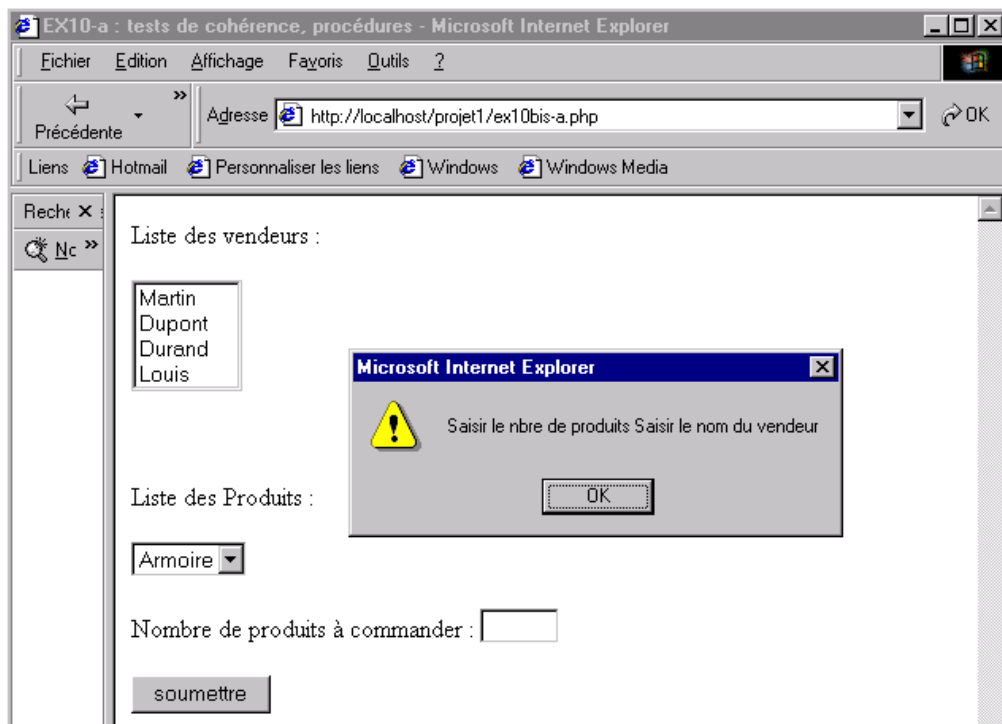 EX10-a : tests de cohérence, procédures - Microsoft Internet Explorer
Fichier Edition Affichage Favoris Outils ?
Précédente » Adresse http://localhost/projet1/ex10bis-a.php OK
Liens Hotmail Personnaliser les liens Windows Windows Media
Reche
Nc »
Liste des vendeurs :
Martin
Dupont
Durand
Louis
Microsoft Internet Explorer
Saisir le nbre de produits Saisir le nom du vendeur
OK
Liste des Produits :
Armoire
Nombre de produits à commander :
soumettre